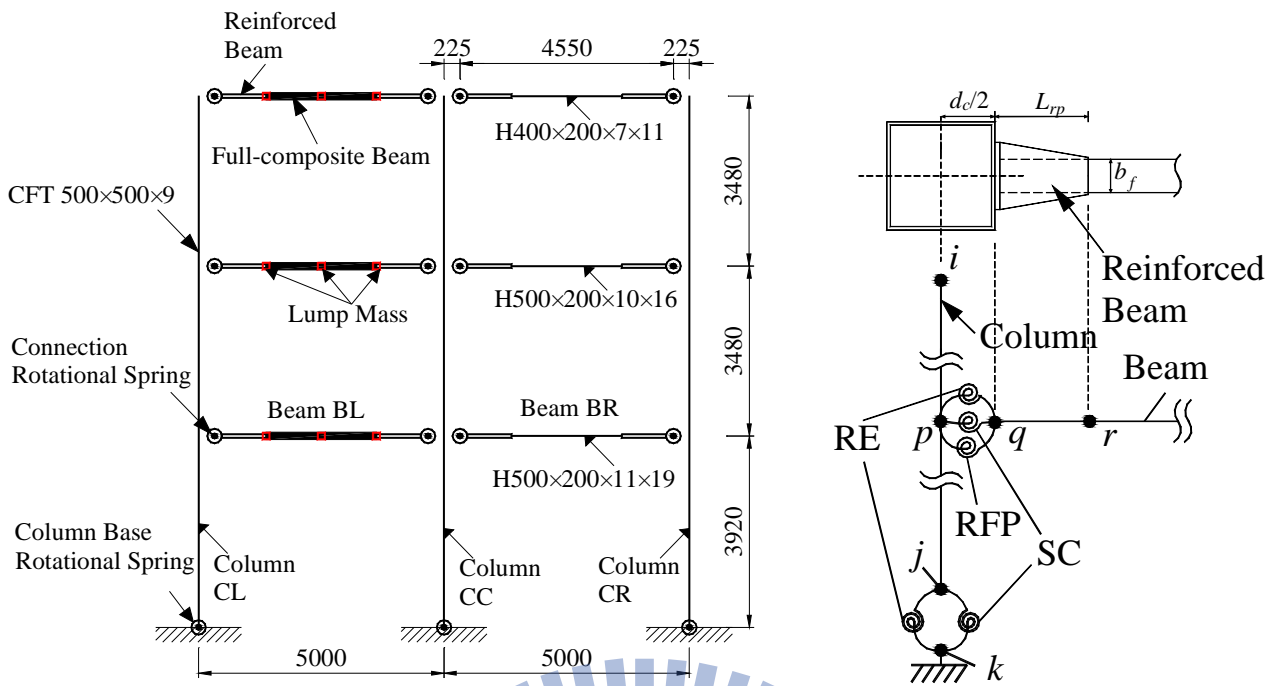 Reinforced
Beam
225
4550
225
H400×200×7×11
Full-composite Beam
CFT 500×500×9
3480
H500×200×10×16
Lump Mass
3480
Connection
Rotational Spring
Beam BL
Beam BR
H500×200×11×19
3920
Column Base
Rotational Spring
Column
CL
Column
CC
Column
CR
5000
5000
d_c/2
L_rp
b_f
i
Reinforced
Beam
Column
Beam
RE
p
q
r
RFP
SC
j
k